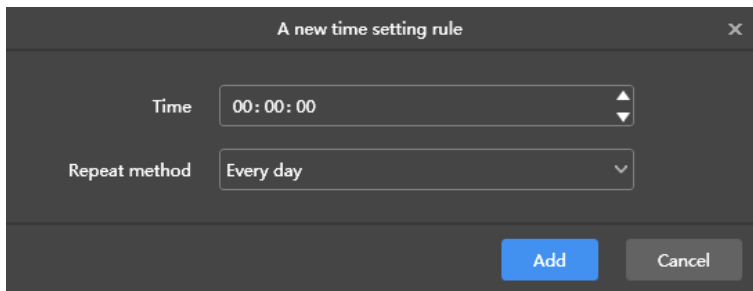 A new time setting rule
Time 00:00:00
Repeat method Every day
Add Cancel